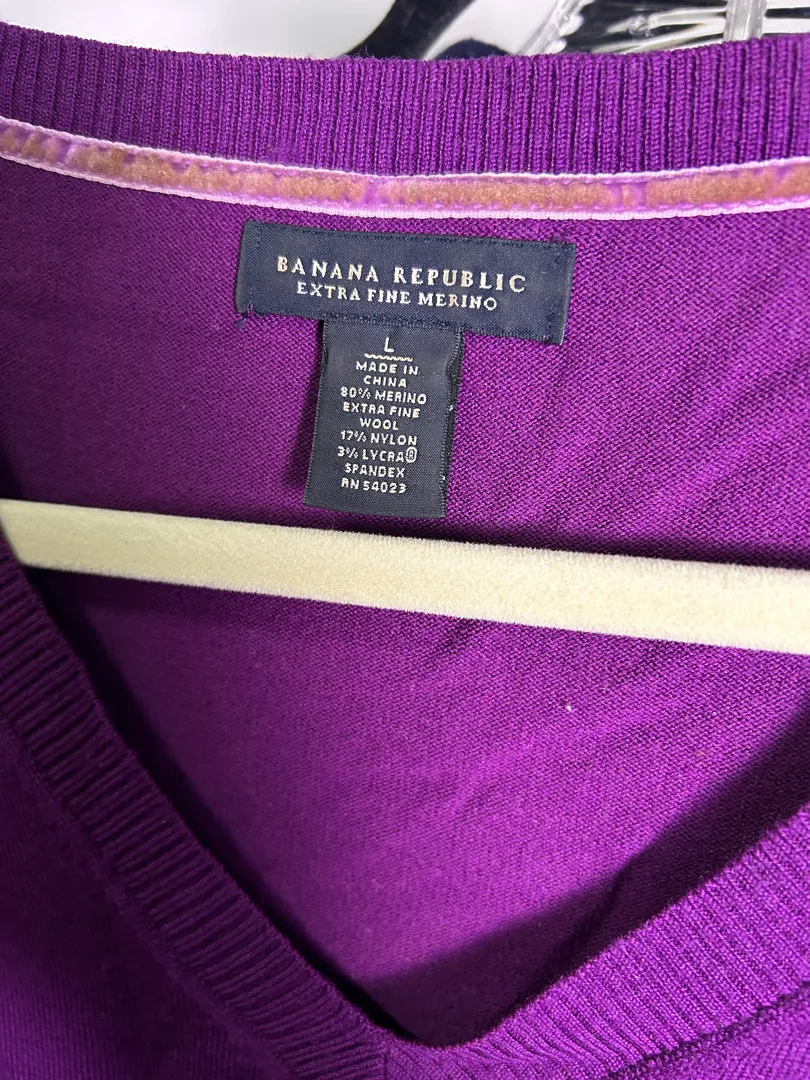 BANANA REPUBLIC
EXTRA FINE MERINO
L
MADE IN
CHINA
80% MERINO
EXTRA FINE
WOOL
17% NYLON
3% LYCRA®
SPANDEX
RN 54023